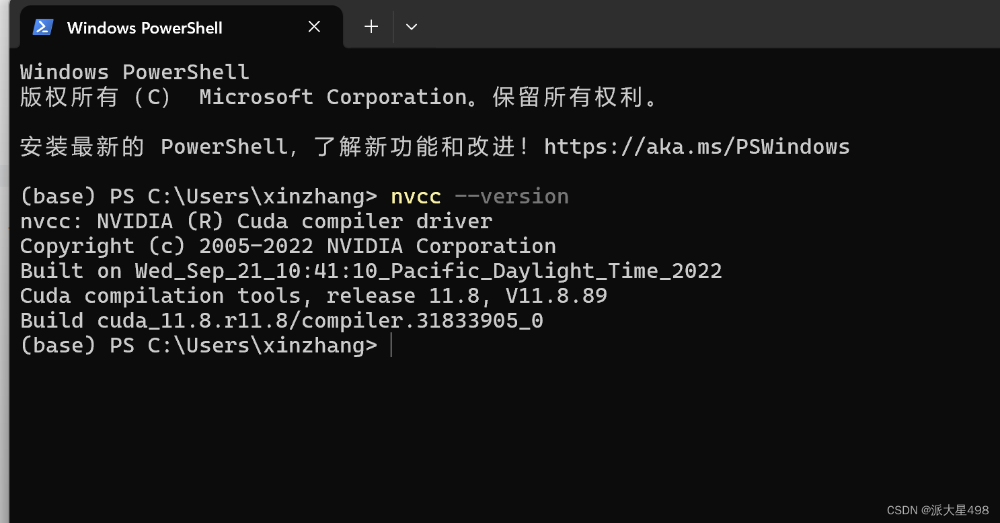 Windows PowerShell
Windows PowerShell
版权所有（C） Microsoft Corporation。保留所有权利。
安装最新的 PowerShell，了解新功能和改进！https://aka.ms/PSWindows
(base) PS C:\Users\xinzhang> nvcc --version
nvcc: NVIDIA (R) Cuda compiler driver
Copyright (c) 2005-2022 NVIDIA Corporation
Built on Wed_Sep_21_10:41:10_Pacific_Daylight_Time_2022
Cuda compilation tools, release 11.8, V11.8.89
Build cuda_11.8.r11.8/compiler.31833905_0
(base) PS C:\Users\xinzhang>
CSDN @派大星498